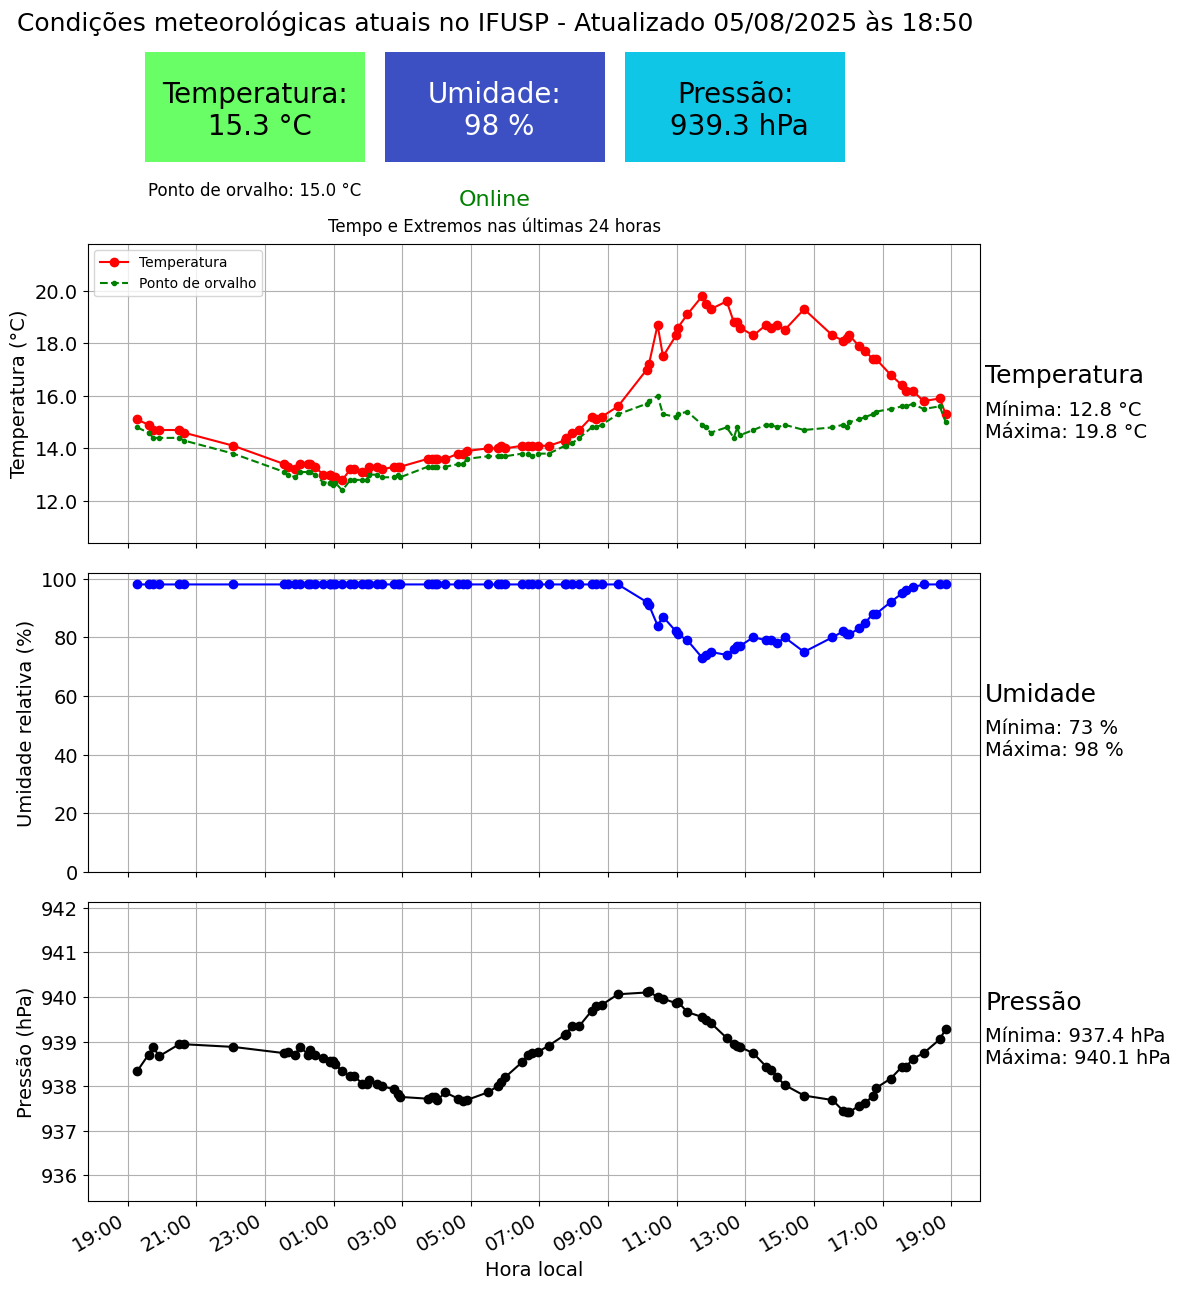 Condições meteorológicas atuais no IFUSP - Atualizado 05/08/2025 às 18:50
Temperatura:
15.3 °C
Umidade:
98 %
Pressão:
939.3 hPa
Ponto de orvalho: 15.0 °C
Online
Tempo e Extremos nas últimas 24 horas
Temperatura
Ponto de orvalho
20.0
18.0
16.0
14.0
12.0
Temperatura (°C)
Temperatura
Mínima: 12.8 °C
Máxima: 19.8 °C
100
80
60
40
20
0
Umidade relativa (%)
Umidade
Mínima: 73 %
Máxima: 98 %
942
941
940
939
938
937
936
Pressão (hPa)
Pressão
Mínima: 937.4 hPa
Máxima: 940.1 hPa
19:00 21:00 23:00 01:00 03:00 05:00 07:00 09:00 11:00 13:00 15:00 17:00 19:00
Hora local